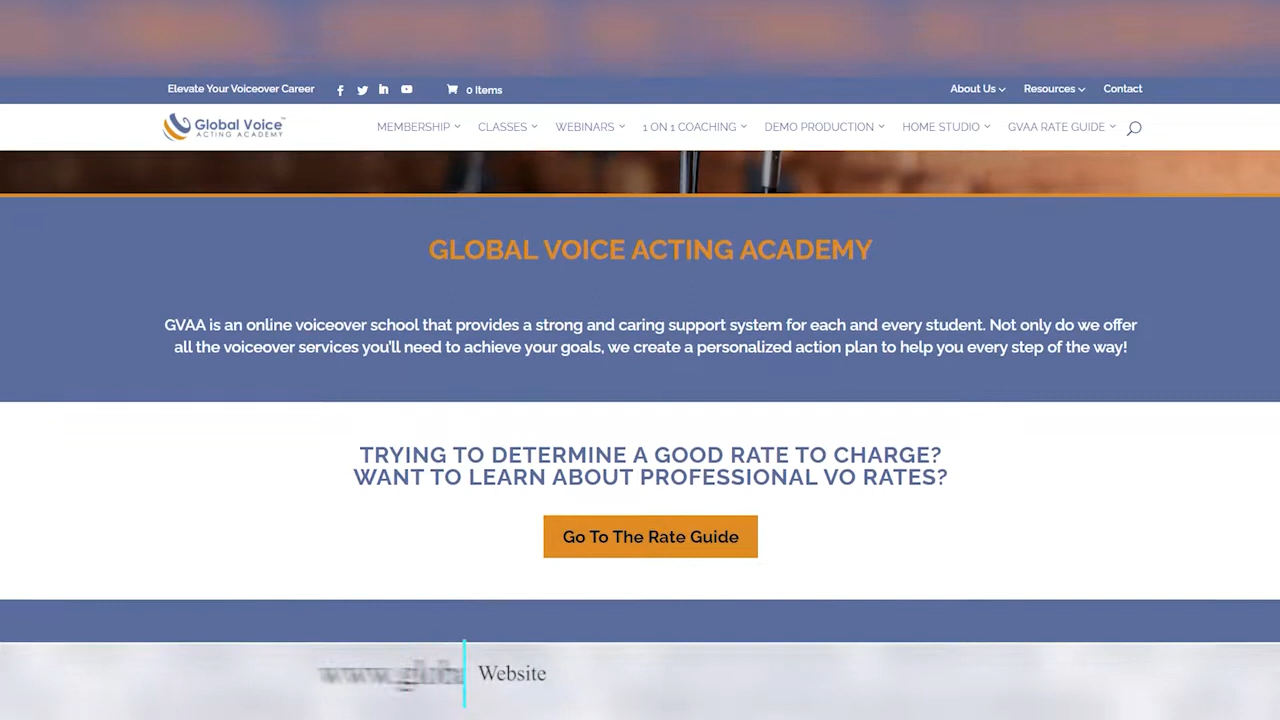 Elevate Your Voiceover Career
0 Items
About Us
Resources
Contact
Global Voice™
ACTING ACADEMY
MEMBERSHIP
CLASSES
WEBINARS
1 ON 1 COACHING
DEMO PRODUCTION
HOME STUDIO
GVAA RATE GUIDE
GLOBAL VOICE ACTING ACADEMY
GVAA is an online voiceover school that provides a strong and caring support system for each and every student. Not only do we offer
all the voiceover services you'll need to achieve your goals, we create a personalized action plan to help you every step of the way!
TRYING TO DETERMINE A GOOD RATE TO CHARGE?
WANT TO LEARN ABOUT PROFESSIONAL VO RATES?
Go To The Rate Guide
Website